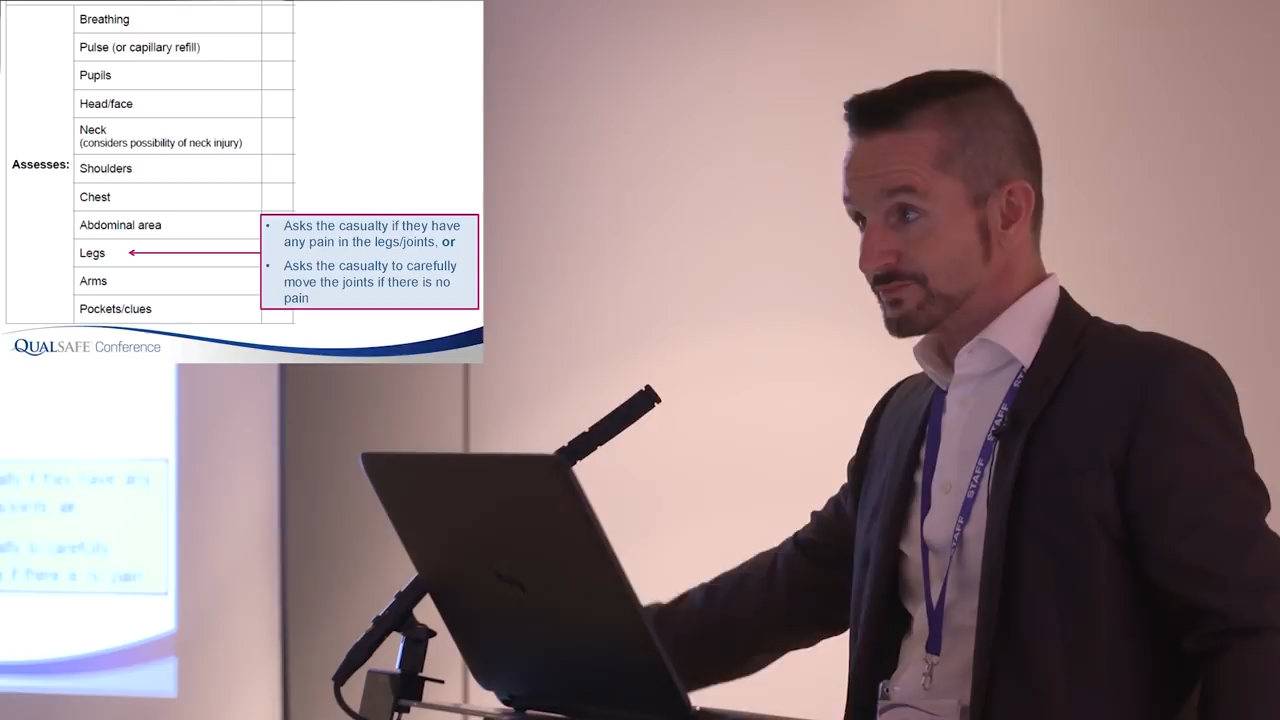 Breathing
Pulse (or capillary refill)
Pupils
Head/face
Neck
(considers possibility of neck injury)
Assesses:
Shoulders
Chest
Abdominal area
Legs
Arms
Pockets/clues
• Asks the casualty if they have
any pain in the legs/joints, or
• Asks the casualty to carefully
move the joints if there is no
pain
QUALSAFE Conference
STAFF
STAFF
STAFF
STAFF